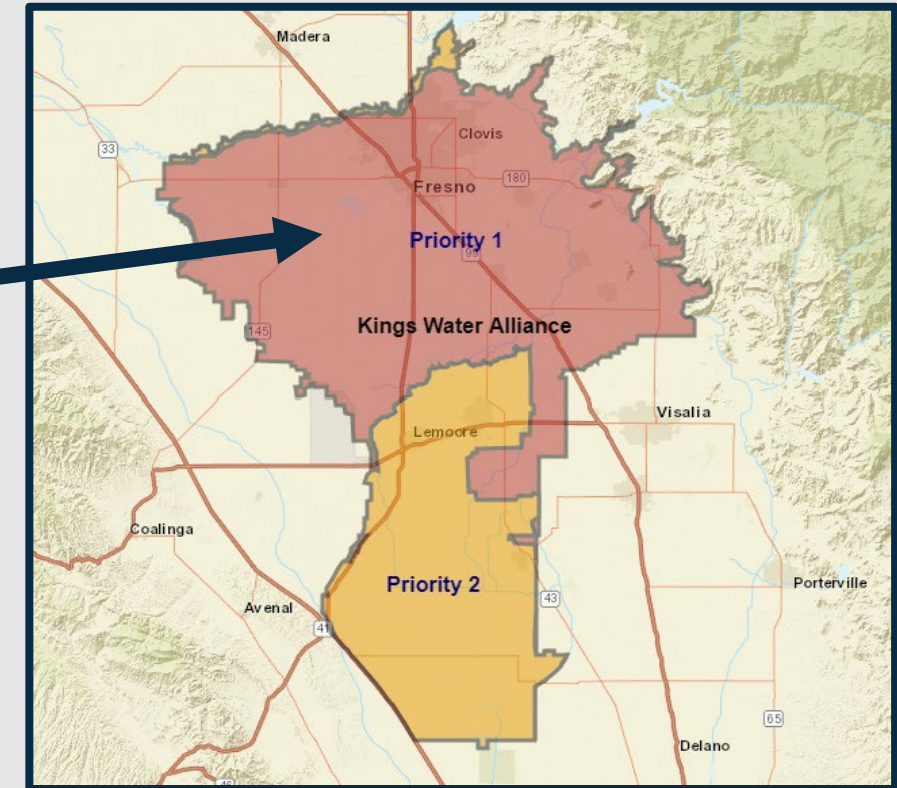 Madera
33
Clovis
180
Fresno
Priority 1
99
145
Kings Water Alliance
Visalia
Lemoore
Coalinga
Priority 2
Porterville
43
Avenal
41
65
Delano
46